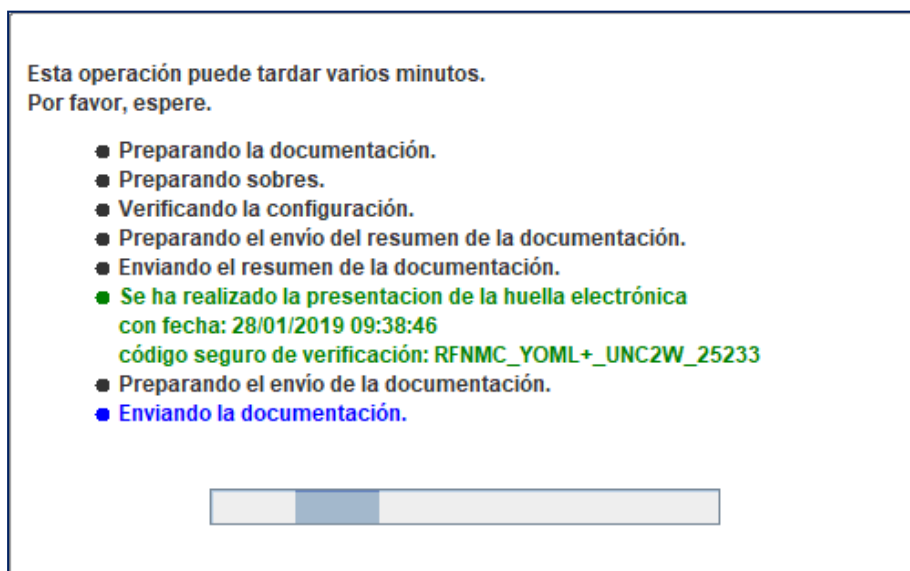 Esta operación puede tardar varios minutos.
Por favor, espere.
Preparando la documentación.
Preparando sobres.
Verificando la configuración.
Preparando el envío del resumen de la documentación.
Enviando el resumen de la documentación.
Se ha realizado la presentacion de la huella electrónica
con fecha: 28/01/2019 09:38:46
código seguro de verificación: RFNMC_YOML+_UNC2W_25233
Preparando el envío de la documentación.
Enviando la documentación.